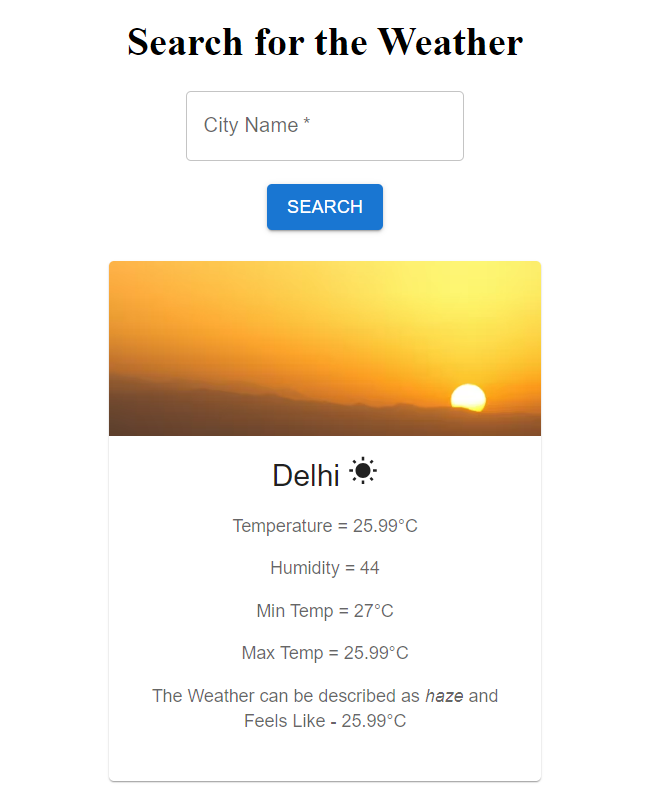 Search for the Weather
City Name *
SEARCH
Delhi
Temperature = 25.99°C
Humidity = 44
Min Temp = 27°C
Max Temp = 25.99°C
The Weather can be described as haze and
Feels Like - 25.99°C